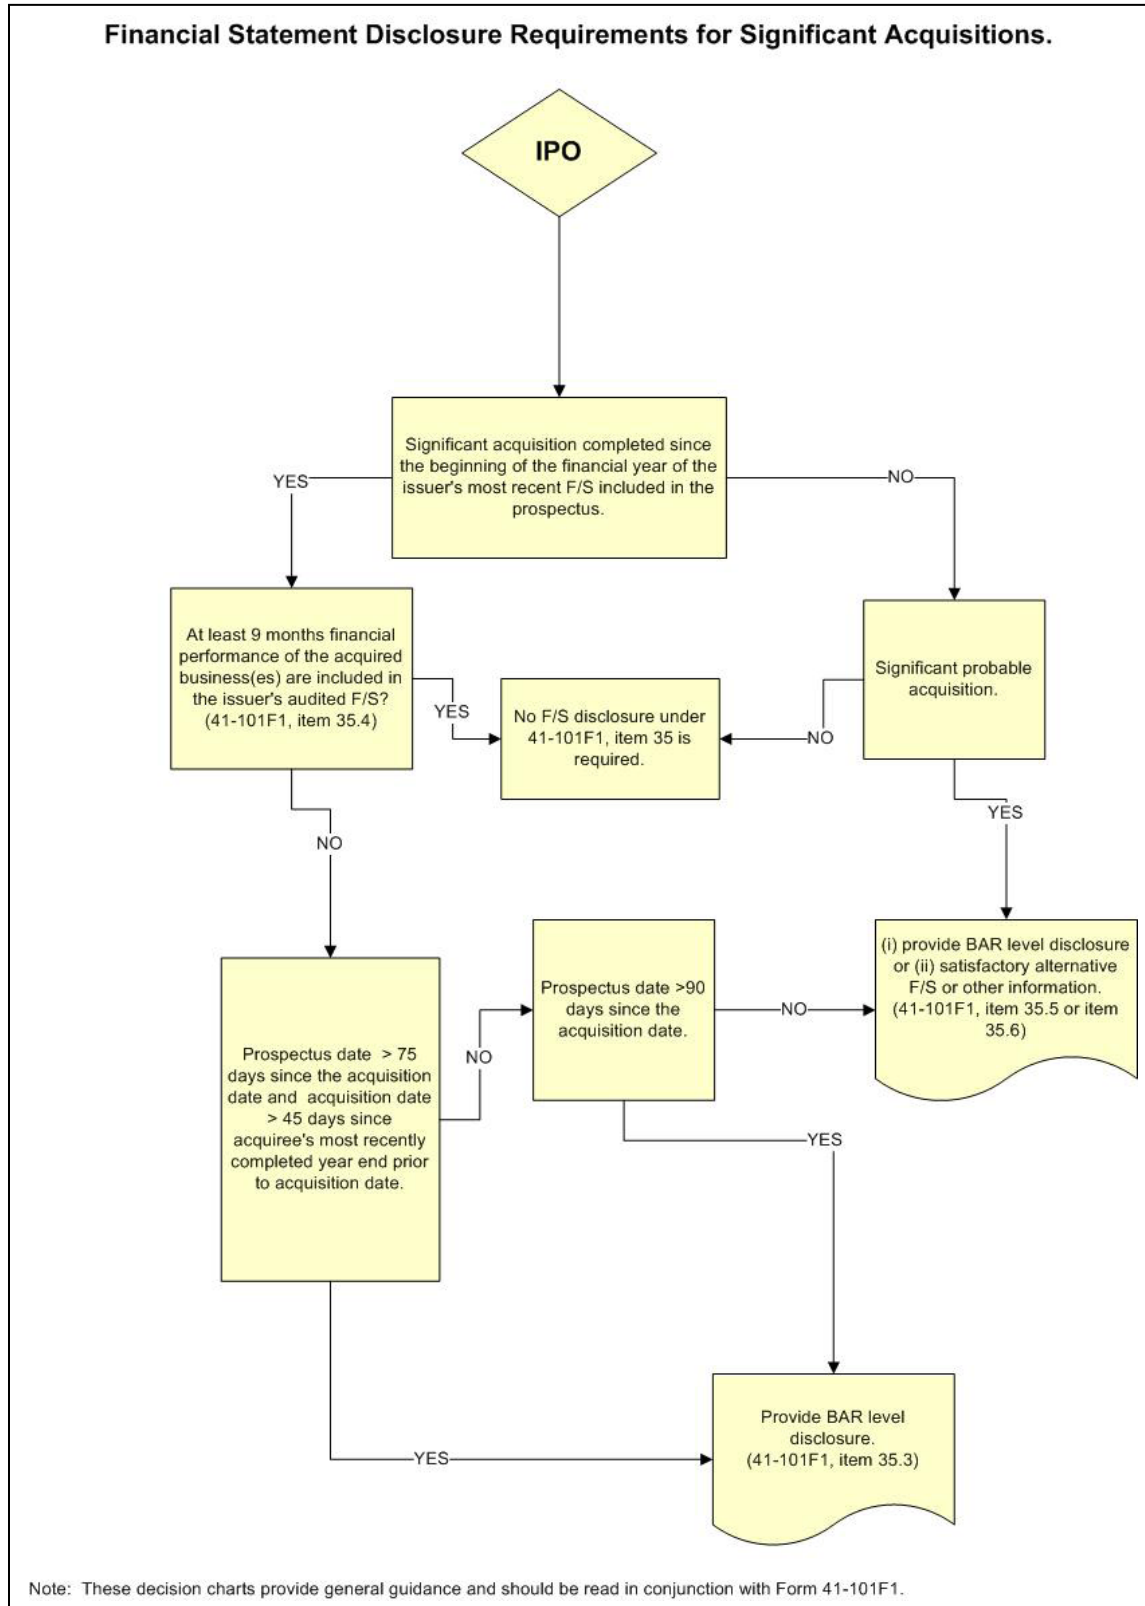 Financial Statement Disclosure Requirements for Significant Acquisitions.
IPO
Significant acquisition completed since
the beginning of the financial year of the
issuer's most recent F/S included in the
prospectus.
YES
NO
At least 9 months financial
performance of the acquired
business(es) are included in
the issuer's audited F/S?
(41-101F1, item 35.4)
YES
No F/S disclosure under
41-101F1, item 35 is
required.
NO
Significant probable
acquisition.
YES
NO
Prospectus date > 75
days since the acquisition
date and acquisition date
> 45 days since
acquiree's most recently
completed year end prior
to acquisition date.
NO
Prospectus date >90
days since the
acquisition date.
NO
(i) provide BAR level disclosure
or (ii) satisfactory alternative
F/S or other information.
(41-101F1, item 35.5 or item
35.6)
YES
YES
Provide BAR level
disclosure.
(41-101F1, item 35.3)
Note: These decision charts provide general guidance and should be read in conjunction with Form 41-101F1.